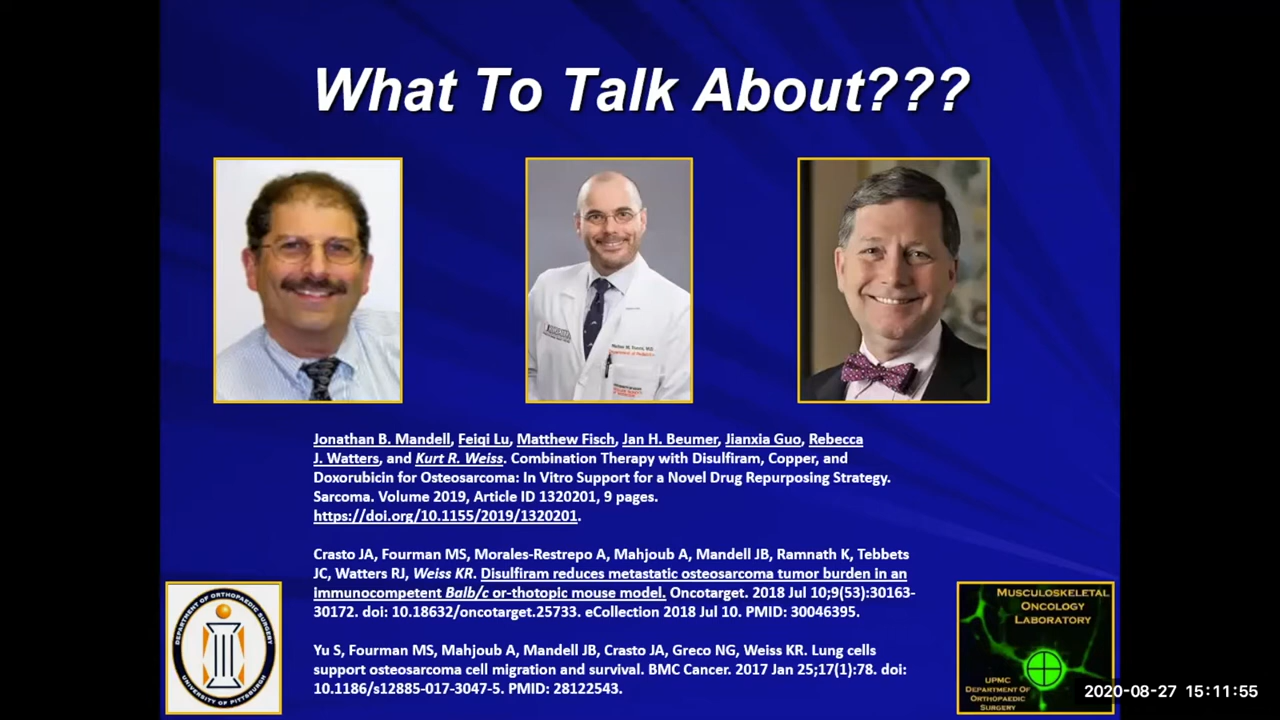 What To Talk About???
Jonathan B. Mandell, Feiqi Lu, Matthew Fisch, Jan H. Beumer, Jianxia Guo, Rebecca
J. Watters, and Kurt R. Weiss. Combination Therapy with Disulfiram, Copper, and
Doxorubicin for Osteosarcoma: In Vitro Support for a Novel Drug Repurposing Strategy.
Sarcoma. Volume 2019, Article ID 1320201, 9 pages.
https://doi.org/10.1155/2019/1320201.
Crasto JA, Fourman MS, Morales-Restrepo A, Mahjoub A, Mandell JB, Ramnath K, Tebbets
JC, Watters RJ, Weiss KR. Disulfiram reduces metastatic osteosarcoma tumor burden in an
immunocompetent Balb/c or-thotopic mouse model. Oncotarget. 2018 Jul 10;9(53):30163-
30172. doi: 10.18632/oncotarget.25733. eCollection 2018 Jul 10. PMID: 30046395.
Yu S, Fourman MS, Mahjoub A, Mandell JB, Crasto JA, Greco NG, Weiss KR. Lung cells
support osteosarcoma cell migration and survival. BMC Cancer. 2017 Jan 25;17(1):78. doi:
10.1186/s12885-017-3047-5. PMID: 28122543.
DEPARTMENT OF ORTHOPAEDIC SURGERY
UNIVERSITY OF PITTSBURGH
MUSCULOSKELETAL
ONCOLOGY
LABORATORY
UPMC
DEPARTMENT OF
ORTHOPAEDIC
SURGERY
2020-08-27 15:11:55